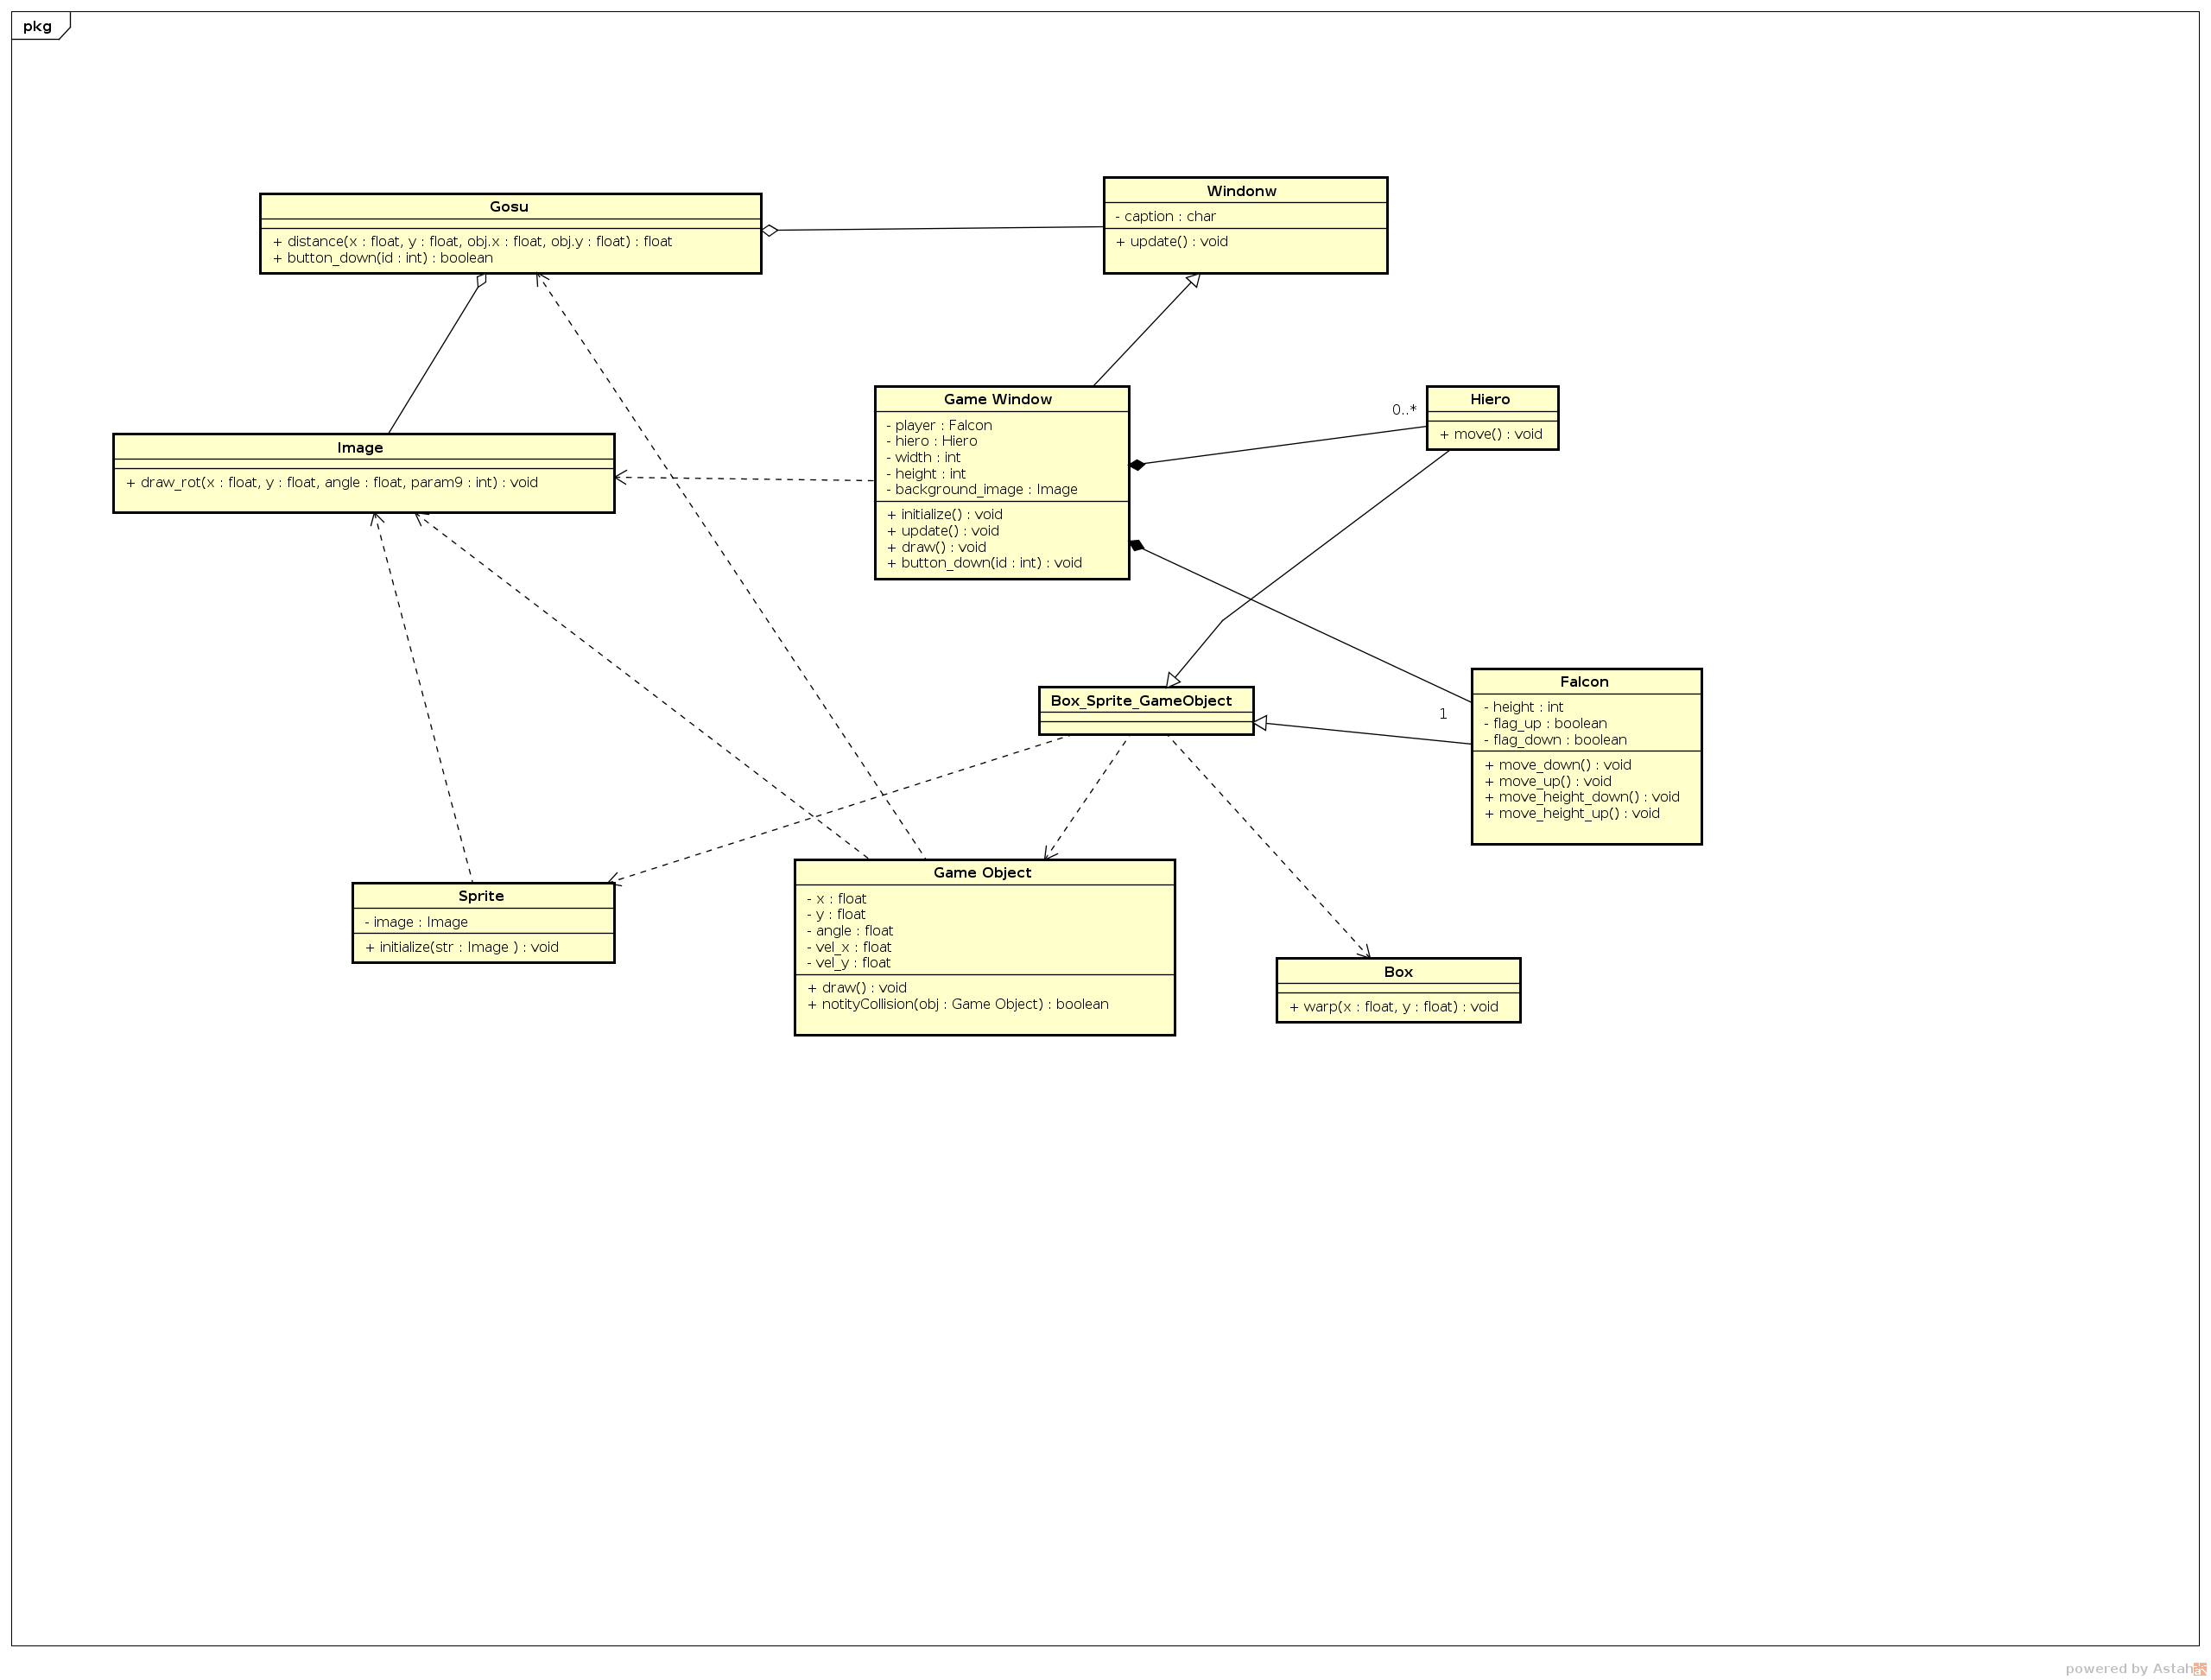 pkg
Gosu
+ distance(x : float, y : float, obj.x : float, obj.y : float) : float
+ button_down(id : int) : boolean
Windonw
- caption : char
+ update() : void
Image
+ draw_rot(x : float, y : float, angle : float, param9 : int) : void
Game Window
- player : Falcon
- hiero : Hiero
- width : int
- height : int
- background_image : Image
+ initialize() : void
+ update() : void
+ draw() : void
+ button_down(id : int) : void
0..*
Hiero
+ move() : void
Box_Sprite_GameObject
1
Falcon
- height : int
- flag_up : boolean
- flag_down : boolean
+ move_down() : void
+ move_up() : void
+ move_height_down() : void
+ move_height_up() : void
Sprite
- image : Image
+ initialize(str : Image ) : void
Game Object
- x : float
- y : float
- angle : float
- vel_x : float
- vel_y : float
+ draw() : void
+ notityCollision(obj : Game Object) : boolean
Box
+ warp(x : float, y : float) : void
powered by Astah